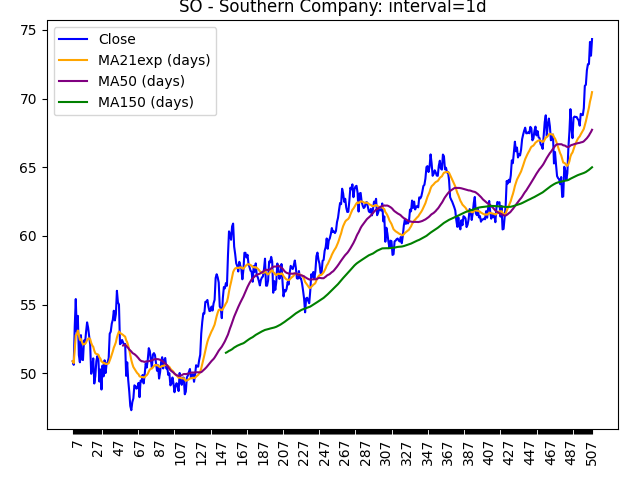 SO - Southern Company: interval=1d
Close
MA21exp (days)
MA50 (days)
MA150 (days)
75
70
65
60
55
50
7 27 47 67 87 107 127 147 167 187 207 227 247 267 287 307 327 347 367 387 407 427 447 467 487 507